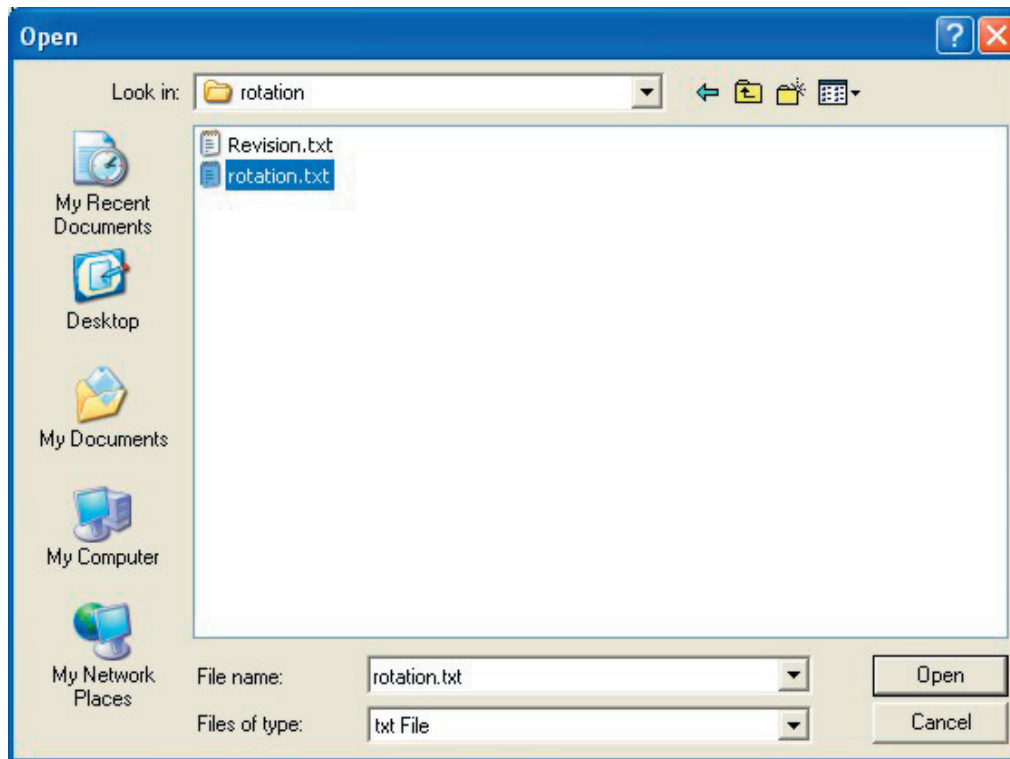 Open
Look in: rotation
Revision.txt
rotation.txt
My Recent
Documents
Desktop
My Documents
My Computer
My Network
Places
File name: rotation.txt Open
Files of type: txt File Cancel